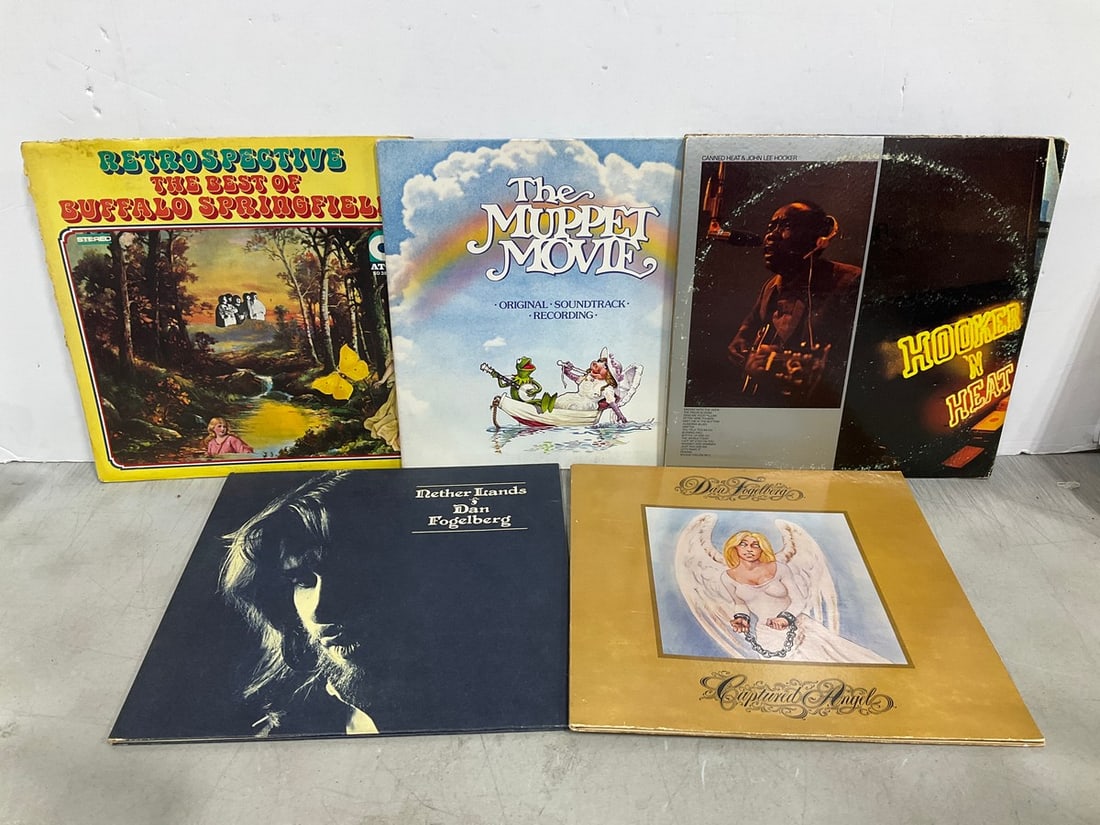 RETROSPECTIVE
THE BEST OF
BUFFALO SPRINGFIEL
STEREO
The
MUPPET
MOVIE
· ORIGINAL · SOUNDTRACK ·
· RECORDING ·
CANNED HEAT & JOHN LEE HOOKER
HOOKER
'N
HEAT
Nether Lands
Dan
Fogelberg
Dan Fogelberg
Captured Angel